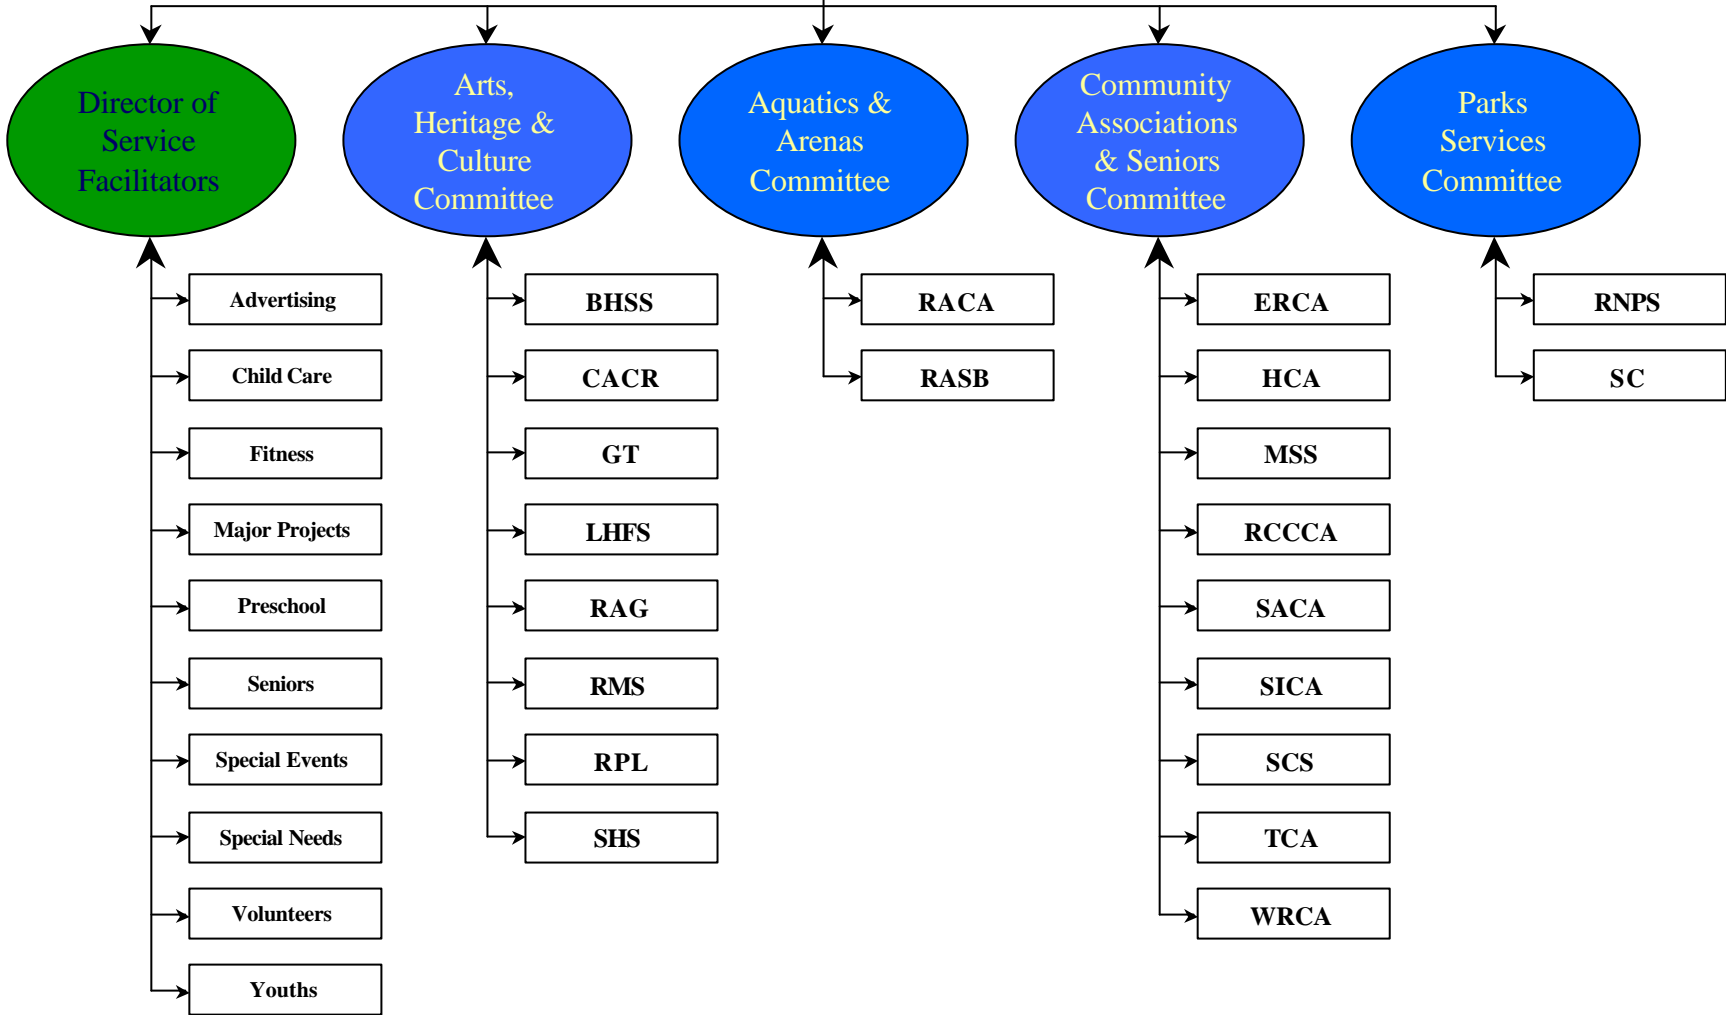 Director of
Service
Facilitators
Arts,
Heritage &
Culture
Committee
Aquatics &
Arenas
Committee
Community
Associations
& Seniors
Committee
Parks
Services
Committee
Advertising
Child Care
Fitness
Major Projects
Preschool
Seniors
Special Events
Special Needs
Volunteers
Youths
BHSS
CACR
GT
LHFS
RAG
RMS
RPL
SHS
RACA
RASB
ERCA
HCA
MSS
RCCCA
SACA
SICA
SCS
TCA
WRCA
RNPS
SC